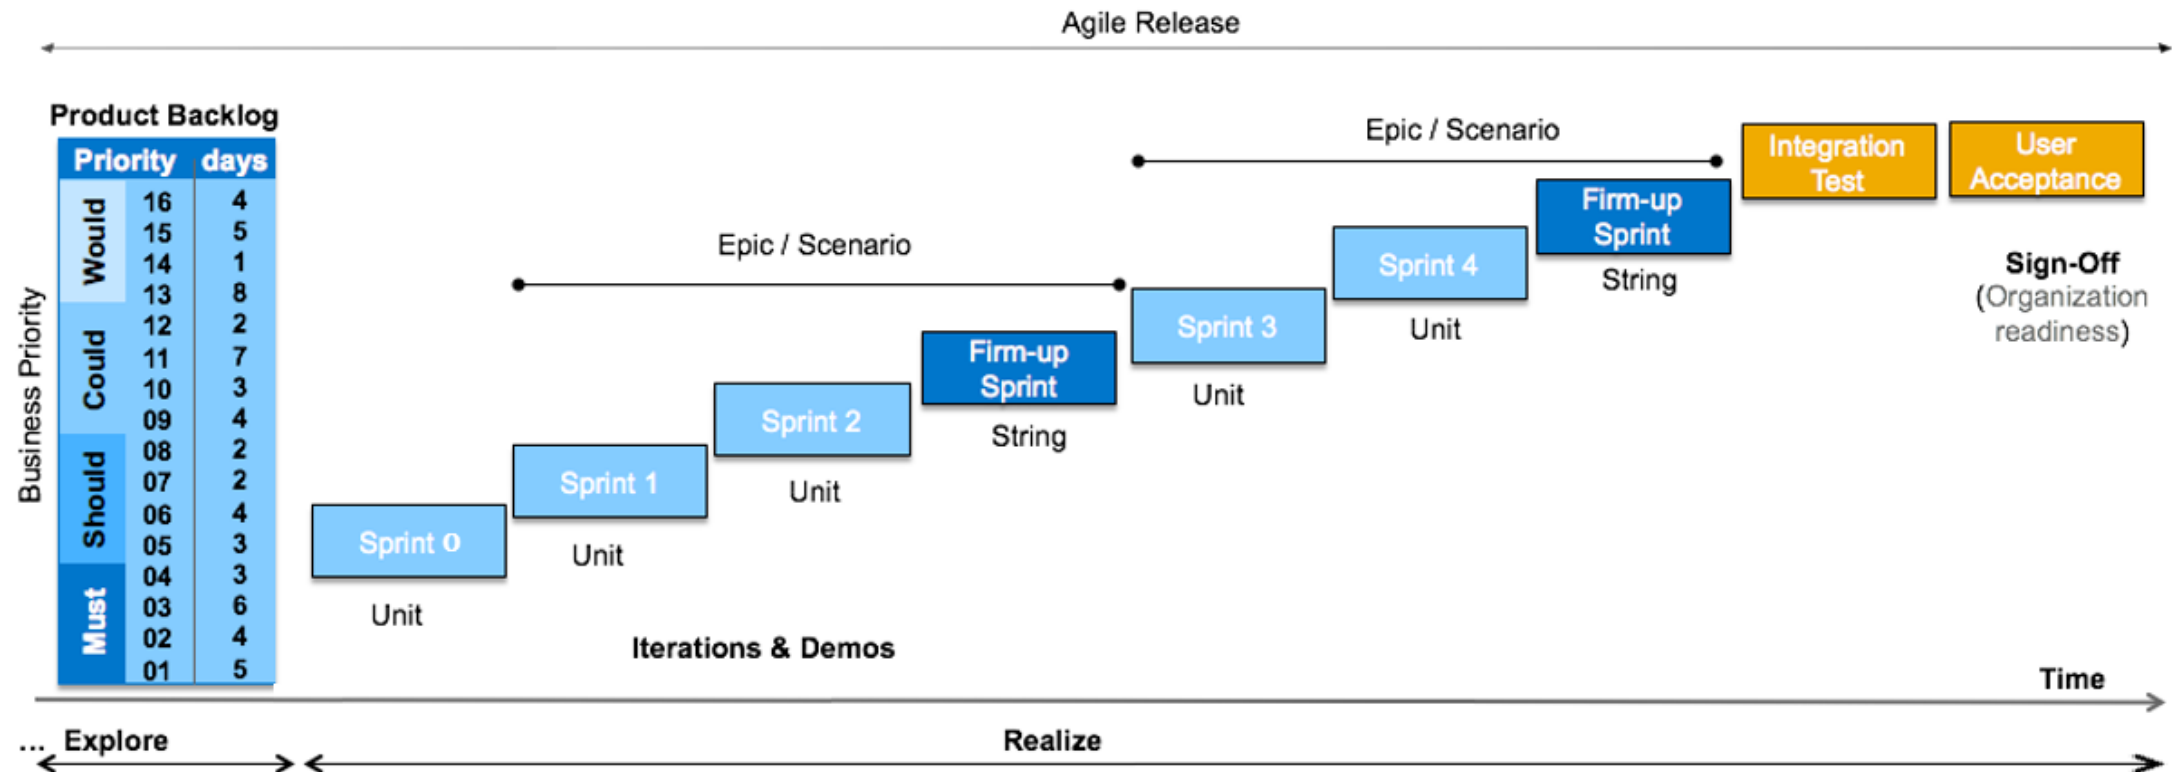 Agile Release
Product Backlog
Priority days
Would
16 4
15 5
14 1
13 8
Could
12 2
11 7
10 3
09 4
Should
08 2
07 2
06 4
05 3
Must
04 3
03 6
02 4
01 5
Business Priority
Sprint 0
Unit
Sprint 1
Unit
Epic / Scenario
Sprint 2
Unit
Firm-up
Sprint
String
Sprint 3
Unit
Epic / Scenario
Sprint 4
Unit
Firm-up
Sprint
String
Integration
Test
User
Acceptance
Sign-Off
(Organization
readiness)
Iterations & Demos
Time
... Explore
Realize